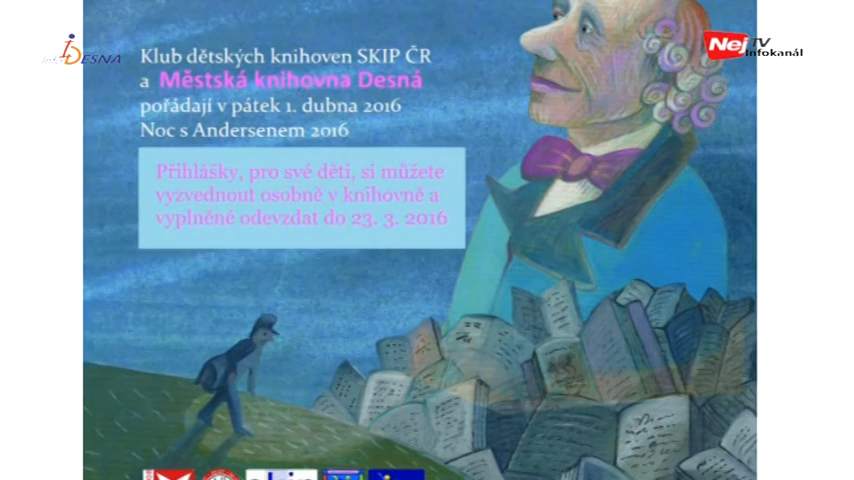 DESNA
Nej TV
Infokanál
Klub dětských knihoven SKIP ČR
a Městská knihovna Desná
pořádají v pátek 1. dubna 2016
Noc s Andersenem 2016
Přihlášky, pro své děti, si můžete
vyzvednout osobně v knihovně a
vyplněné odevzdat do 23. 3. 2016